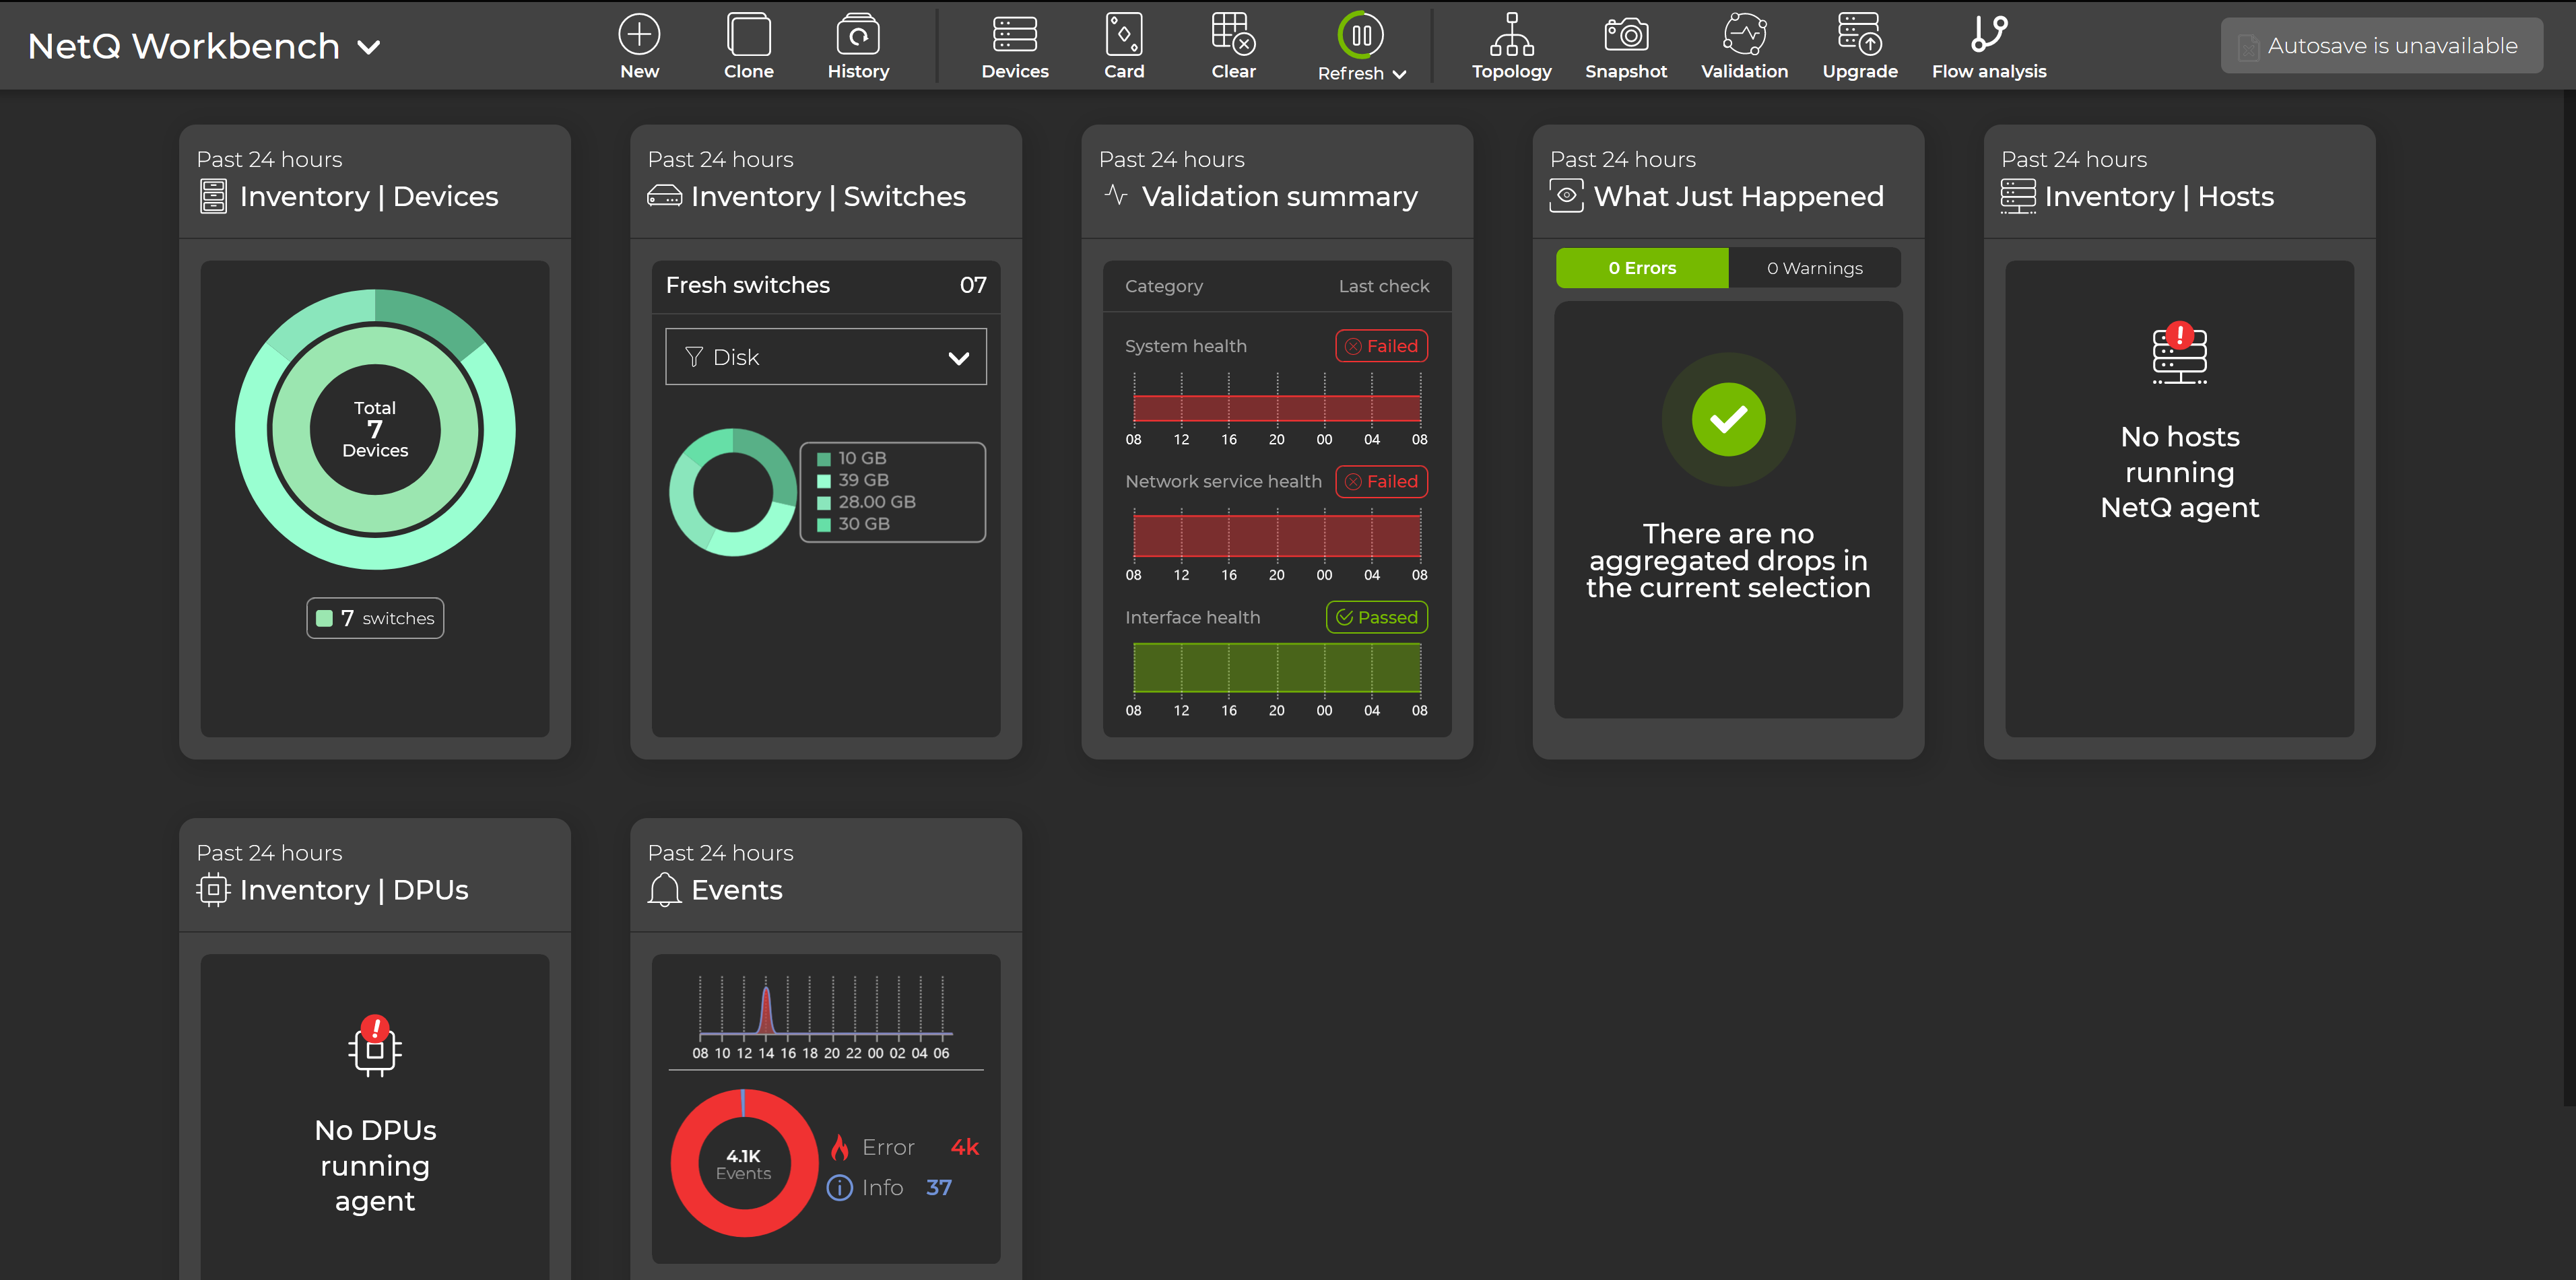 NetQ Workbench
New
Clone
History
Devices
Card
Clear
Refresh
Topology
Snapshot
Validation
Upgrade
Flow analysis
Autosave is unavailable
Past 24 hours
Inventory | Devices
Total
7
Devices
7 switches
Past 24 hours
Inventory | Switches
Fresh switches 07
Disk
10 GB
39 GB
28.00 GB
30 GB
Past 24 hours
Validation summary
Category Last check
System health Failed
08 12 16 20 00 04 08
Network service health Failed
08 12 16 20 00 04 08
Interface health Passed
08 12 16 20 00 04 08
Past 24 hours
What Just Happened
0 Errors 0 Warnings
There are no
aggregated drops in
the current selection
Past 24 hours
Inventory | Hosts
No hosts
running
NetQ agent
Past 24 hours
Inventory | DPUs
No DPUs
running
agent
Past 24 hours
Events
08 10 12 14 16 18 20 22 00 02 04 06
4.1K
Events
Error 4k
Info 37